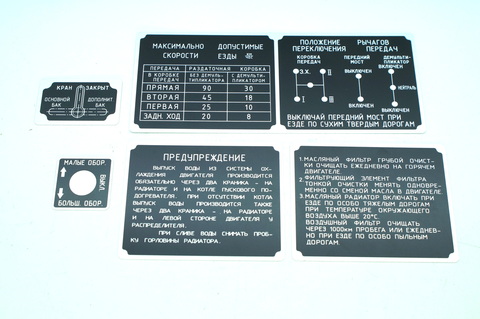 КРАН ЗАКРЫТ
ОСНОВНОЙ БАК
ДОПОЛНИТ БАК
МАКСИМАЛЬНО ДОПУСТИМЫЕ
СКОРОСТИ ЕЗДЫ
ПЕРЕДАЧА РАЗДАТОЧНАЯ КОРОБКА
В КОРОБКЕ ПЕРЕДАЧ
БЕЗ ДЕМУЛЬТИПЛИКАТОРА
С ДЕМУЛЬТИПЛИКАТОРОМ
ПРЯМАЯ 90 30
ВТОРАЯ 45 18
ПЕРВАЯ 25 10
ЗАДН. ХОД 20 8
ПОЛОЖЕНИЕ РЫЧАГОВ
ПЕРЕКЛЮЧЕНИЯ ПЕРЕДАЧ
КОРОБКА ПЕРЕДАЧ
ПЕРЕДНИЙ МОСТ
ДЕМУЛЬТИПЛИКАТОР
ВКЛЮЧЕН
З.Х. II
I III
ВЫКЛЮЧЕН
ВКЛЮЧЕН
НЕЙТРАЛЬ
ВЫКЛЮЧЕН
ВЫКЛЮЧАЙ ПЕРЕДНИЙ МОСТ ПРИ
ЕЗДЕ ПО СУХИМ ТВЕРДЫМ ДОРОГАМ
МАЛЫЕ ОБОР.
ВЫКЛ
БОЛЬШ. ОБОР.
ПРЕДУПРЕЖДЕНИЕ
ВЫПУСК ВОДЫ ИЗ СИСТЕМЫ ОХ-
ЛАЖДЕНИЯ ДВИГАТЕЛЯ ПРОИЗВОДИТСЯ
ОБЯЗАТЕЛЬНО ЧЕРЕЗ ДВА КРАНИКА - НА
РАДИАТОРЕ И НА КОТЛЕ ПУСКОВОГО ПО-
ДОГРЕВАТЕЛЯ. ПРИ ОТСУТСТВИИ КОТЛА
ВЫПУСК ВОДЫ ПРОИЗВОДИТСЯ ТАКЖЕ
ЧЕРЕЗ ДВА КРАНИКА - НА РАДИАТОРЕ
И НА ЛЕВОЙ СТОРОНЕ ДВИГАТЕЛЯ У
РАСПРЕДЕЛИТЕЛЯ.
ПРИ СЛИВЕ ВОДЫ СНИМАТЬ ПРОБ-
КУ ГОРЛОВИНЫ РАДИАТОРА.
1.МАСЛЯНЫЙ ФИЛЬТР ГРУБОЙ ОЧИСТ-
КИ ОЧИЩАТЬ ЕЖЕДНЕВНО НА ГОРЯЧЕМ
ДВИГАТЕЛЕ.
2.ФИЛЬТРУЮЩИЙ ЭЛЕМЕНТ ФИЛЬТРА
ТОНКОЙ ОЧИСТКИ МЕНЯТЬ ОДНОВРЕ-
МЕННО СО СМЕНОЙ МАСЛА В ДВИГАТЕЛЕ.
3.МАСЛЯНЫЙ РАДИАТОР ВКЛЮЧАТЬ ПРИ
ЕЗДЕ ПО ОСОБО ТЯЖЕЛЫМ ДОРОГАМ
ПРИ ТЕМПЕРАТУРЕ ОКРУЖАЮЩЕГО
ВОЗДУХА ВЫШЕ 20°С
ВОЗДУШНЫЙ ФИЛЬТР ОЧИЩАТЬ
ЧЕРЕЗ 1000км ПРОБЕГА ИЛИ ЕЖЕДНЕВ-
НО ПРИ ЕЗДЕ ПО ОСОБО ПЫЛЬНЫМ
ДОРОГАМ.